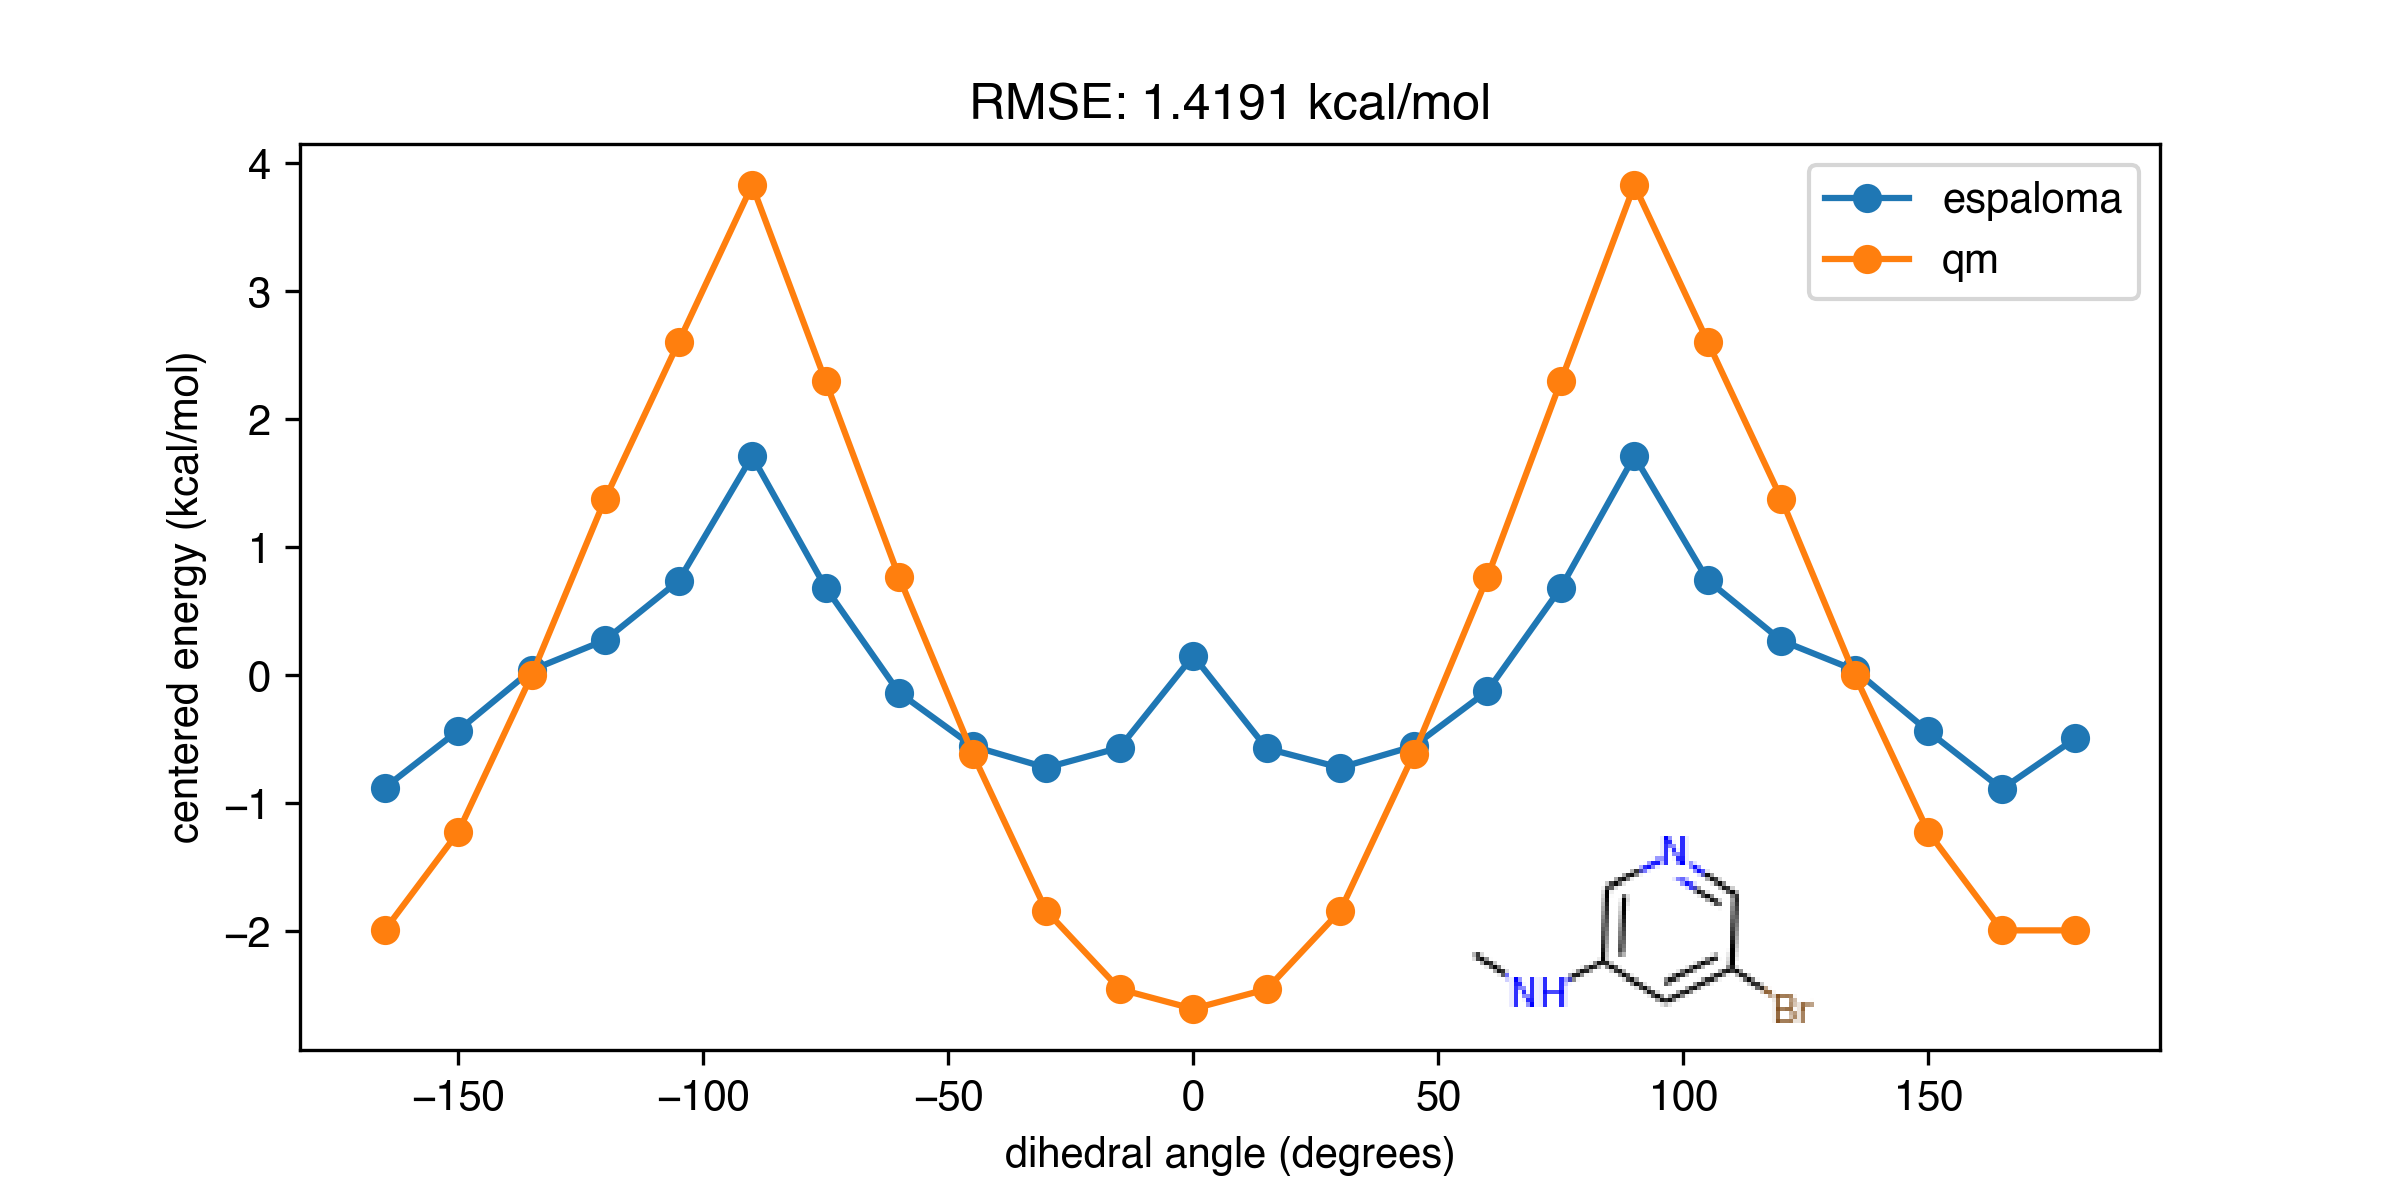 RMSE: 1.4191 kcal/mol
centered energy (kcal/mol)
4
3
2
1
0
−1
−2
espaloma
qm
N
NH
Br
−150
−100
−50
0
50
100
150
dihedral angle (degrees)